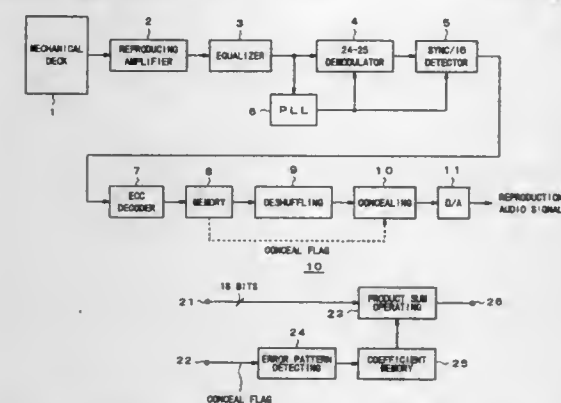 2
3
4
5
MECHANICAL
DECK
REPRODUCING
AMPLIFIER
EQUALIZER
24-25
DEMODULATOR
SYNC/ID
DETECTOR
1
6
PLL
7
8
9
10
11
ECC
DECODER
MEMORY
DESHUFFLING
CONCEALING
D/A
REPRODUCTION
AUDIO SIGNAL
CONCEAL FLAG
10
21
BITS
PRODUCT SUM
OPERATING
26
23
24
22
ERROR PATTERN
DETECTING
COEFFICIENT
MEMORY
25
CONCEAL FLAG